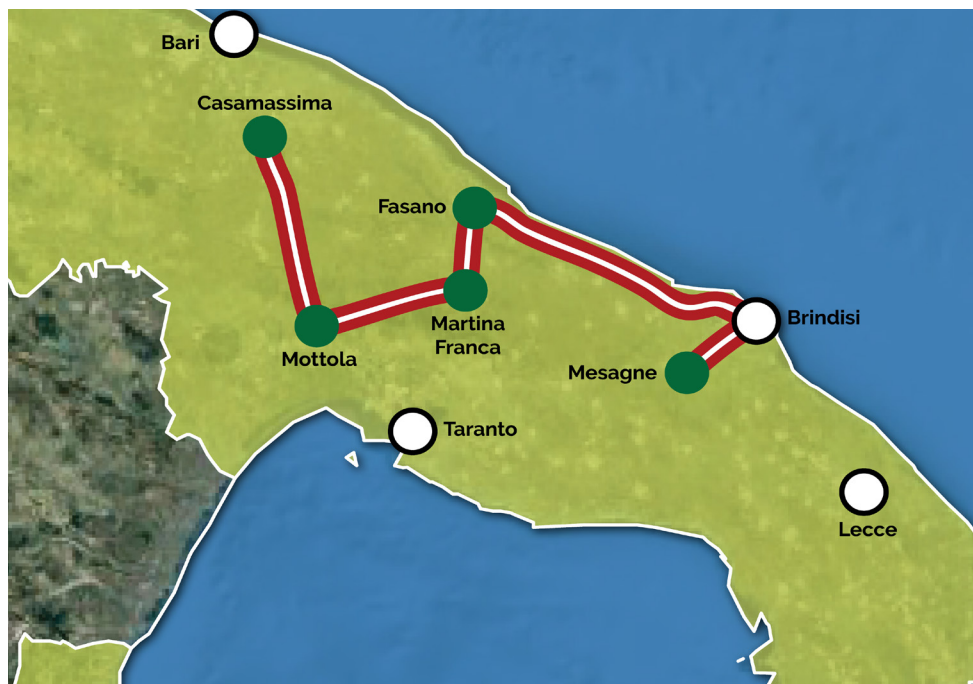 Bari
Casamassima
Fasano
Martina
Franca
Brindisi
Mottola
Mesagne
Taranto
Lecce